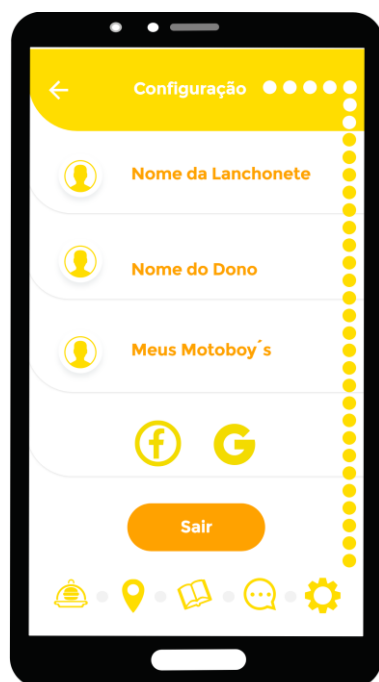 Configuração
Nome da Lanchonete
Nome do Dono
Meus Motoboy´s
Sair